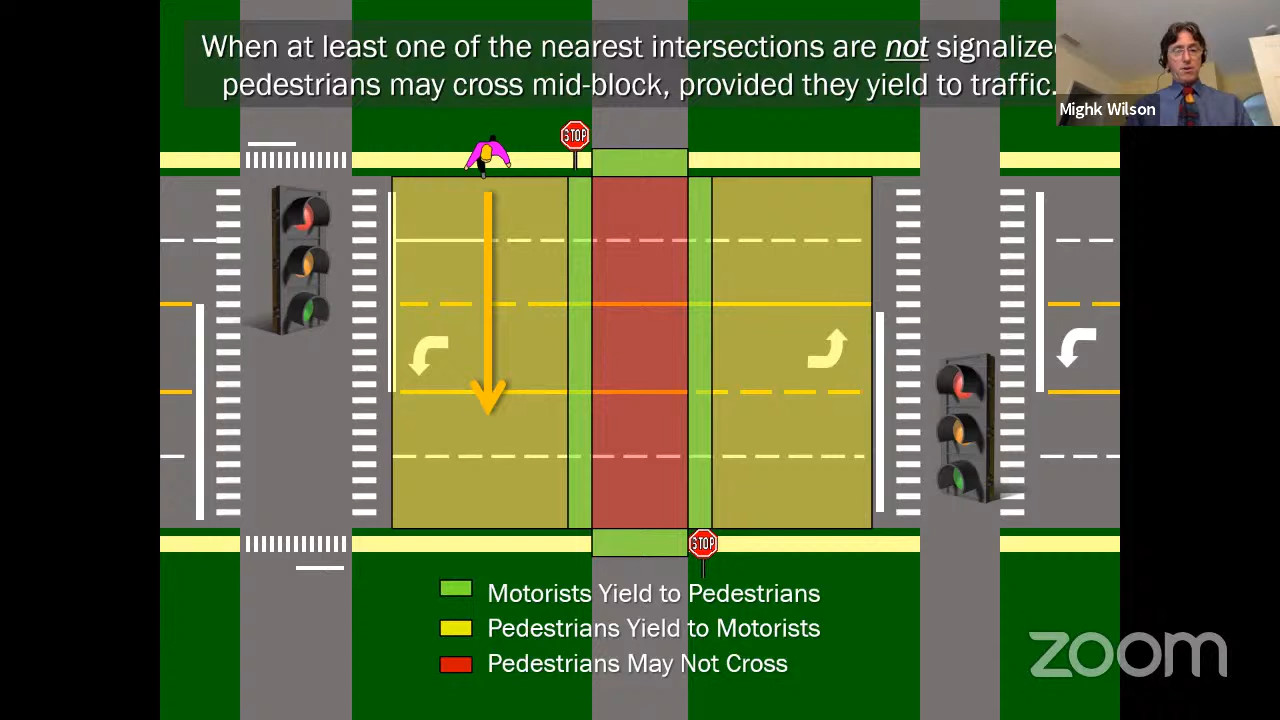 When at least one of the nearest intersections are not signalize
pedestrians may cross mid-block, provided they yield to traffic.
Mighk Wilson
STOP
STOP
Motorists Yield to Pedestrians
Pedestrians Yield to Motorists
Pedestrians May Not Cross
zoom